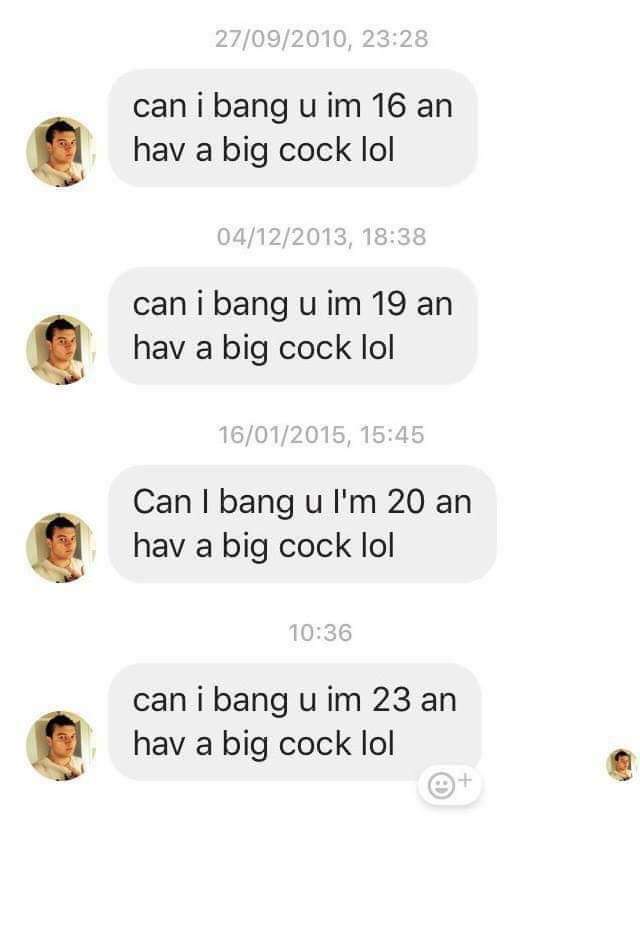 27/09/2010, 23:28
can i bang u im 16 an
hav a big cock lol
04/12/2013, 18:38
can i bang u im 19 an
hav a big cock lol
16/01/2015, 15:45
Can I bang u I'm 20 an
hav a big cock lol
10:36
can i bang u im 23 an
hav a big cock lol